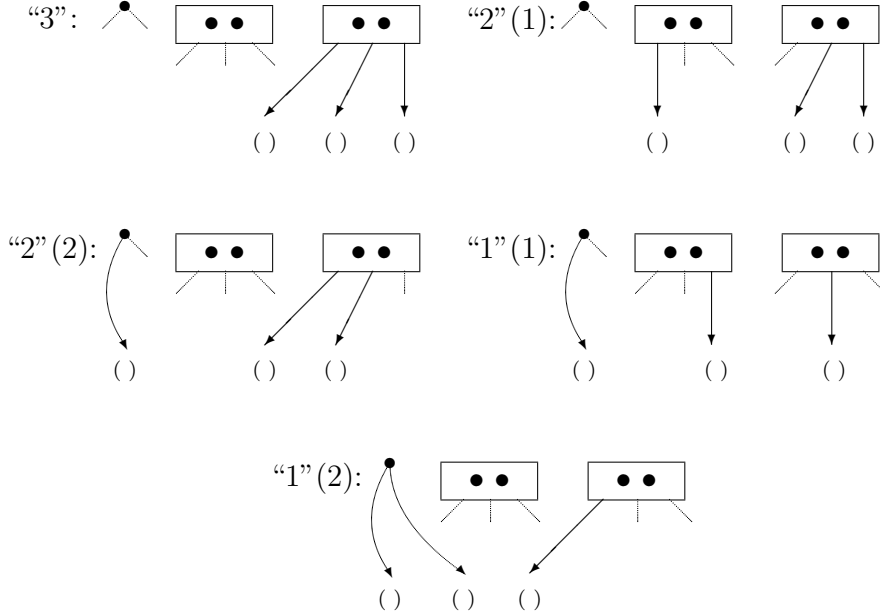 “3”: “2”(1):
( ) ( ) ( ) ( ) ( ) ( )
“2”(2): “1”(1):
( ) ( ) ( ) ( ) ( ) ( )
“1”(2):
( ) ( ) ( )